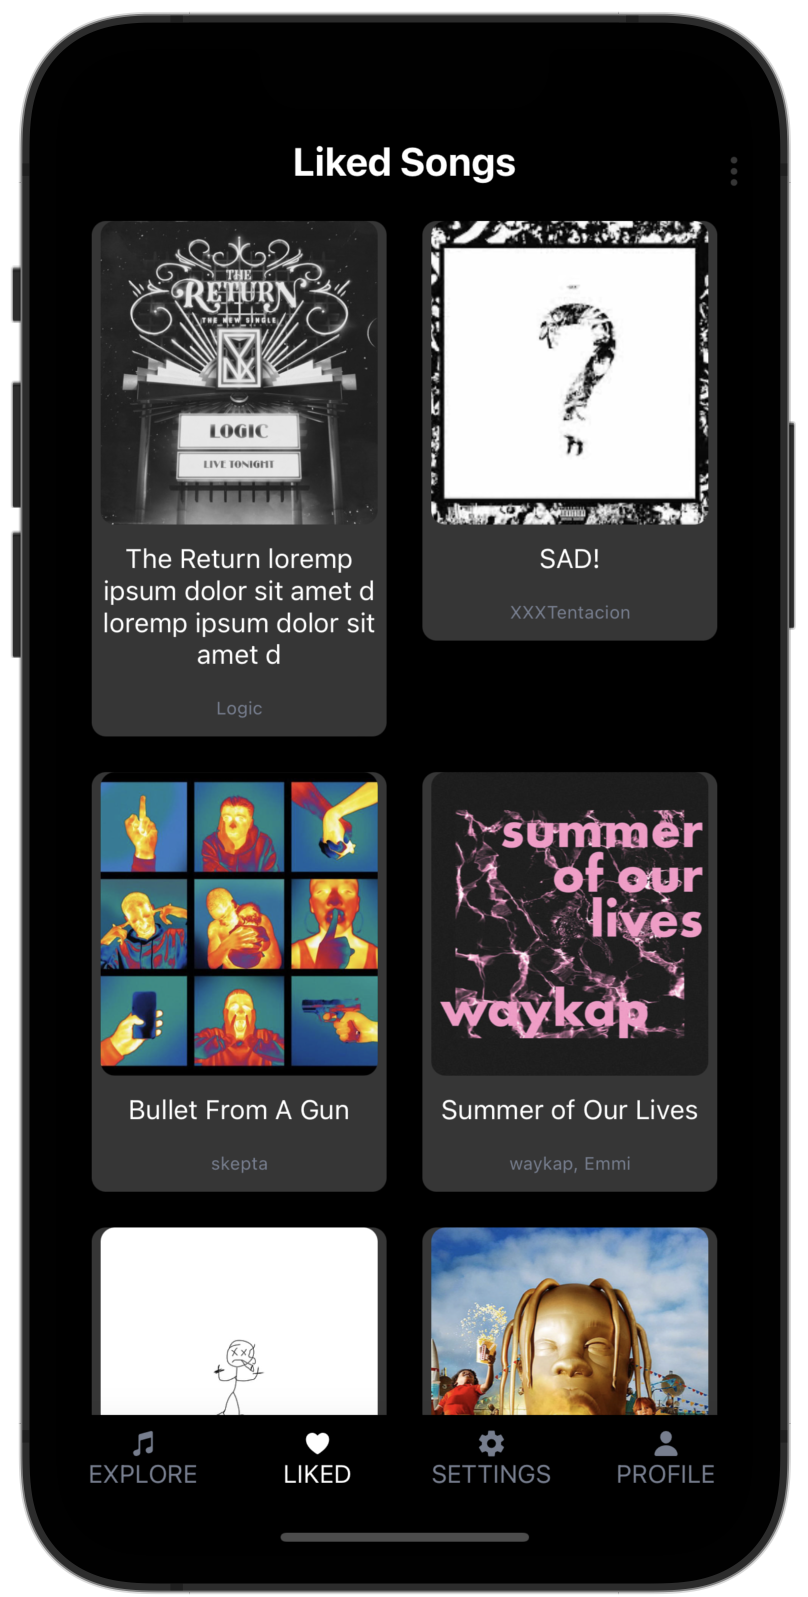 Liked Songs
THE
RETURN
THE NEW SINGLE
LOGIC
LIVE TONIGHT
The Return loremp
ipsum dolor sit amet d
loremp ipsum dolor sit
amet d
Logic
?
SAD!
XXXTentacion
Bullet From A Gun
skepta
summer
of our
lives
waykap
Summer of Our Lives
waykap, Emmi
EXPLORE
LIKED
SETTINGS
PROFILE